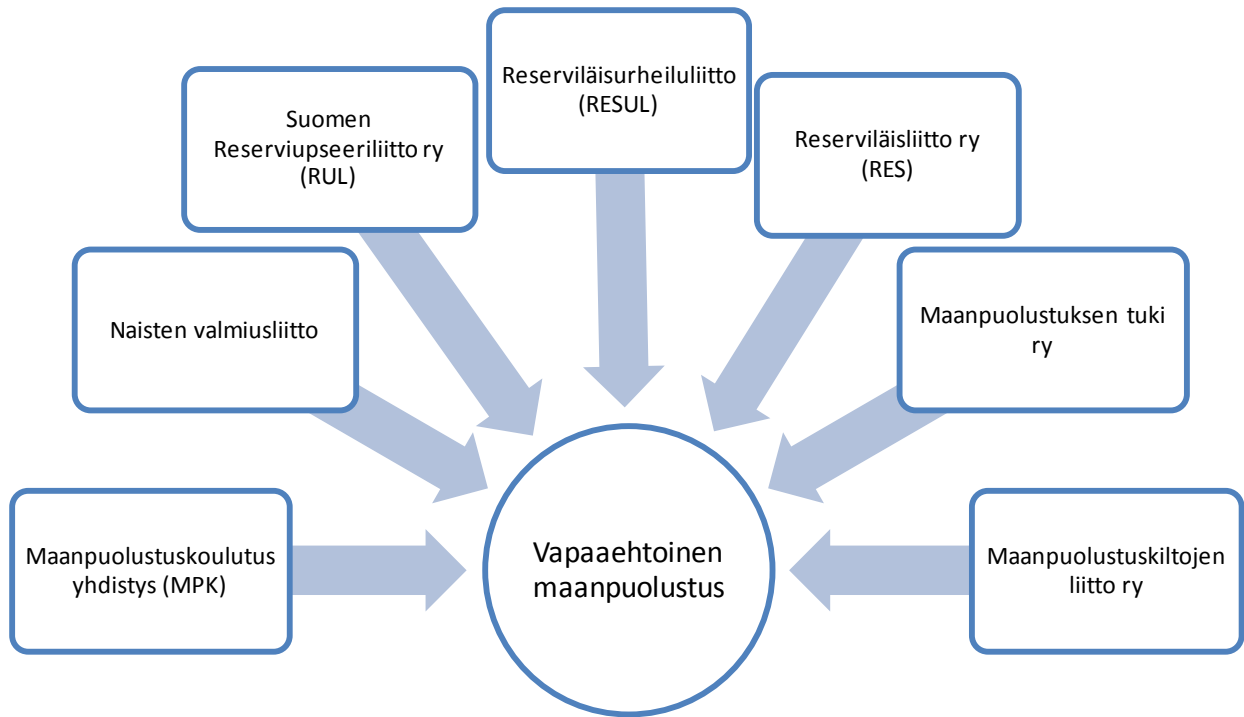 Reserviläisurheiluliitto
(RESUL)
Suomen
Reserviupseeriliitto ry
(RUL)
Reserviläisliitto ry
(RES)
Naisten valmiusliitto
Maanpuolustuksen tuki
ry
Maanpuolustuskoulutus
yhdistys (MPK)
Vapaaehtoinen
maanpuolustus
Maanpuolustuskiltojen
liitto ry